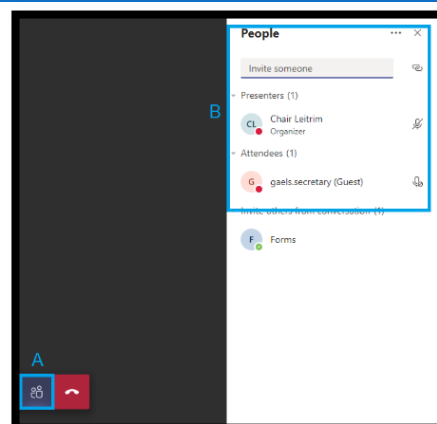 People
B
Invite someone
Presenters (1)
CL
Chair Leitrim
Organizer
Attendees (1)
G
gaels.secretary (Guest)
Invite others from conversation (1)
F
Forms
A